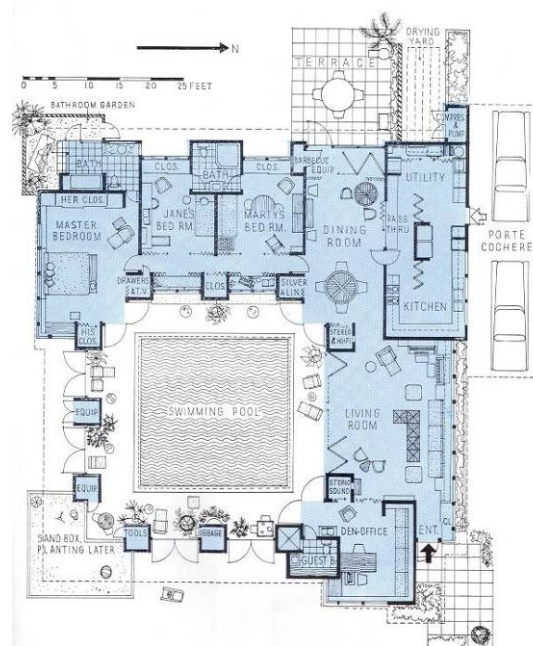 N
0 5 10 15 20 25 FEET
TERRACE
DRYING
YARD
BATHROOM GARDEN
COMPRES.
& PUMP
BATH
CLOS.
BATH
CLOS.
BARBECUE
EQUIP
UTILITY
HER CLOS.
MASTER
BEDROOM
JANE'S
BED RM.
MARTY'S
BED RM.
DINING
ROOM
PASS
THRU
PORTE
COCHERE
DRAWERS
& T.V.
CLOS.
SILVER
& LIN.
KITCHEN
HIS
CLOS.
STEREO
& HI FI
SWIMMING POOL
LIVING
ROOM
EQUIP.
EQUIP.
STEREO
SOUND
CL.
SAND BOX,
PLANTING LATER
TOOLS
DEN-OFFICE
ENT.
GUEST B.